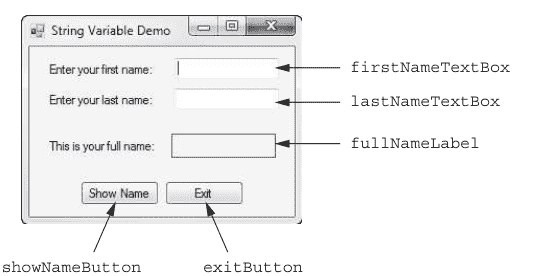 String Variable Demo
Enter your first name:
firstNameTextBox
Enter your last name:
lastNameTextBox
This is your full name:
fullNameLabel
Show Name
Exit
showNameButton
exitButton